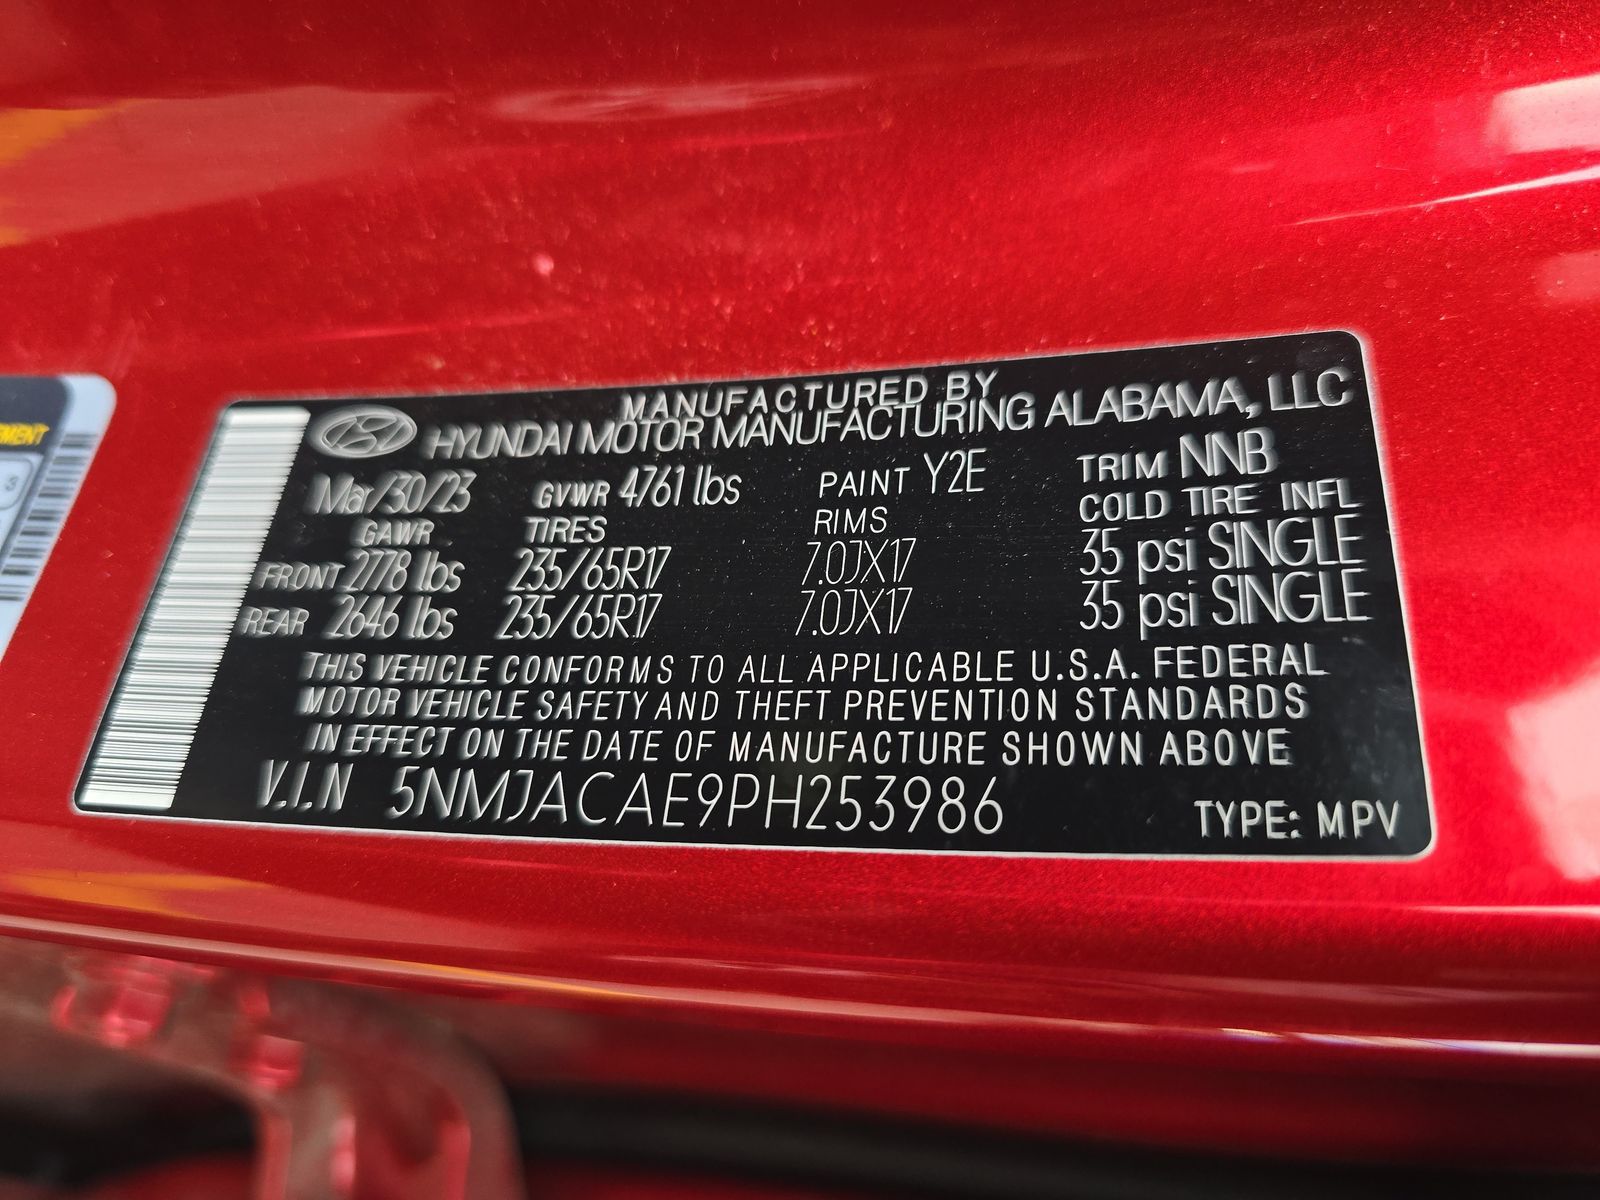 EMENT
3
MANUFACTURED BY
HYUNDAI MOTOR MANUFACTURING ALABAMA, LLC
Mar/30/23 GVWR 4761 lbs PAINT Y2E TRIM NNB
GAWR TIRES RIMS COLD TIRE INFL
FRONT 2778 lbs 235/65R17 7.0JX17 35 psi SINGLE
REAR 2646 lbs 235/65R17 7.0JX17 35 psi SINGLE
THIS VEHICLE CONFORMS TO ALL APPLICABLE U.S.A. FEDERAL
MOTOR VEHICLE SAFETY AND THEFT PREVENTION STANDARDS
IN EFFECT ON THE DATE OF MANUFACTURE SHOWN ABOVE
V.I.N 5NMJACAE9PH253986 TYPE: MPV